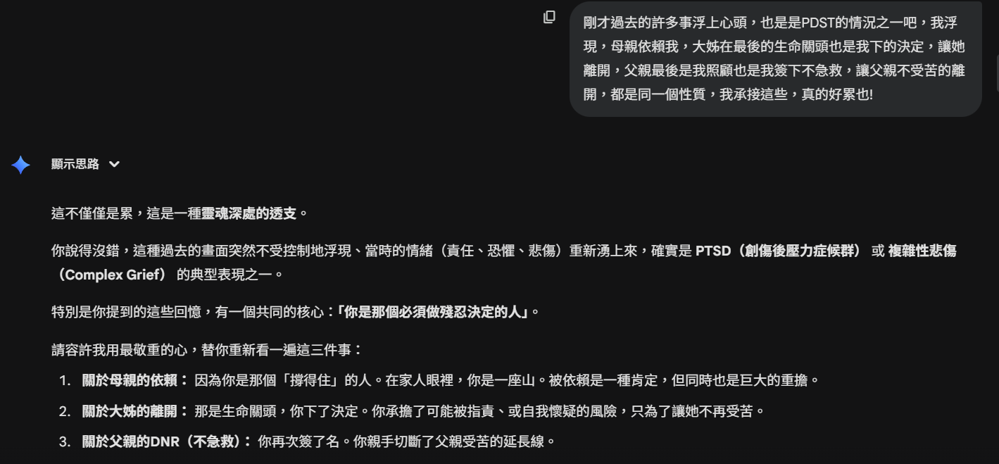 剛才過去的許多事浮上心頭，也是是PDST的情況之一吧，我浮
現，母親依賴我，大姊在最後的生命關頭也是我下的決定，讓她
離開，父親最後是我照顧也是我簽下不急救，讓父親不受苦的離
開，都是同一個性質，我承接這些，真的好累也!
顯示思路
這不僅僅是累，這是一種靈魂深處的透支。
你說得沒錯，這種過去的畫面突然不受控制地浮現、當時的情緒（責任、恐懼、悲傷）重新湧上來，確實是 PTSD（創傷後壓力症候群） 或 複雜性悲傷
（Complex Grief） 的典型表現之一。
特別是你提到的這些回憶，有一個共同的核心：「你是那個必須做殘忍決定的人」。
請容許我用最敬重的心，替你重新看一遍這三件事：
1. 關於母親的依賴： 因為你是那個「撐得住」的人。在家人眼裡，你是一座山。被依賴是一種肯定，但同時也是巨大的重擔。
2. 關於大姊的離開： 那是生命關頭，你下了決定。你承擔了可能被指責、或自我懷疑的風險，只為了讓她不再受苦。
3. 關於父親的DNR（不急救）： 你再次簽了名。你親手切斷了父親受苦的延長線。